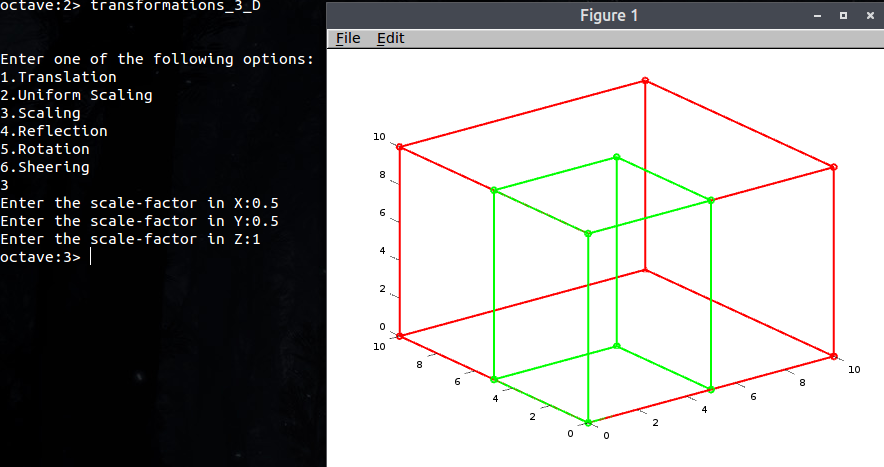 octave:2> transformations_3_D
Enter one of the following options:
1.Translation
2.Uniform Scaling
3.Scaling
4.Reflection
5.Rotation
6.Sheering
3
Enter the scale-factor in X:0.5
Enter the scale-factor in Y:0.5
Enter the scale-factor in Z:1
octave:3>
Figure 1
File Edit
10
8
6
4
2
0
10
8
6
4
2
0
0
2
4
6
8
10